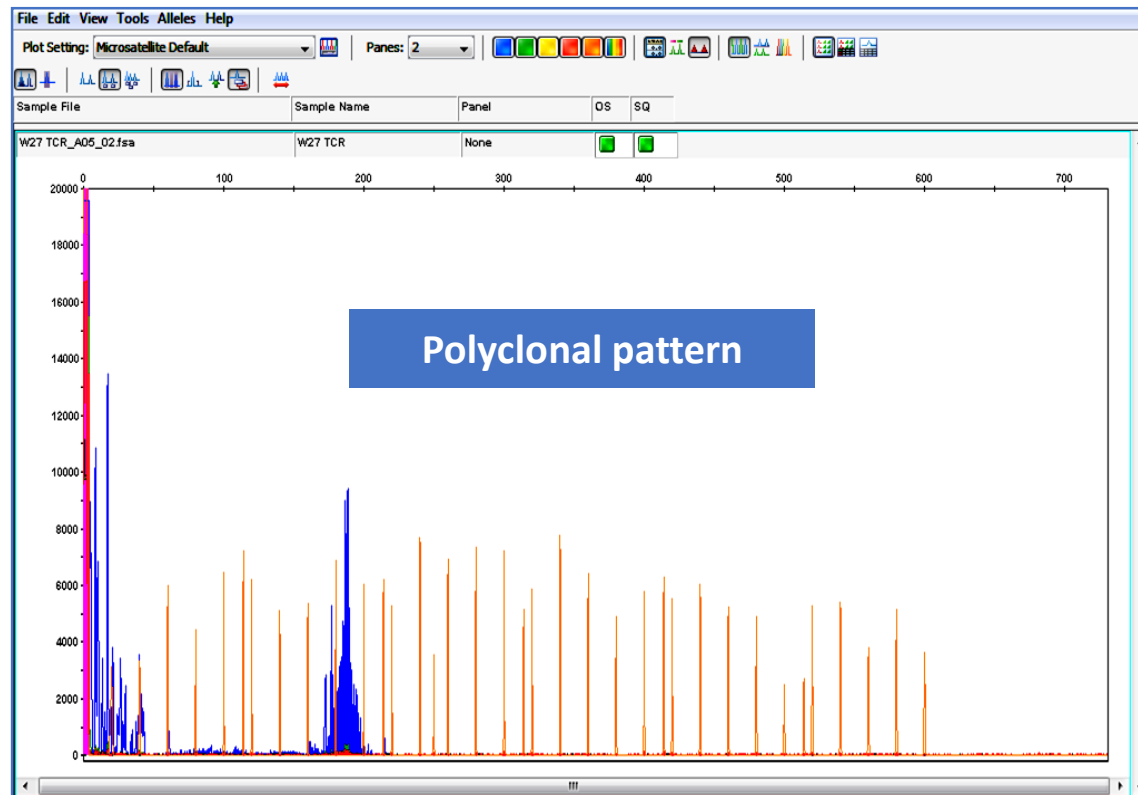 File Edit View Tools Alleles Help
Plot Setting: Microsatellite Default Panes: 2
Sample File Sample Name Panel OS SQ
W27 TCR_A05_02.fsa W27 TCR None
0 100 200 300 400 500 600 700
20000
18000
16000
Polyclonal pattern
14000
12000
10000
8000
6000
4000
2000
0